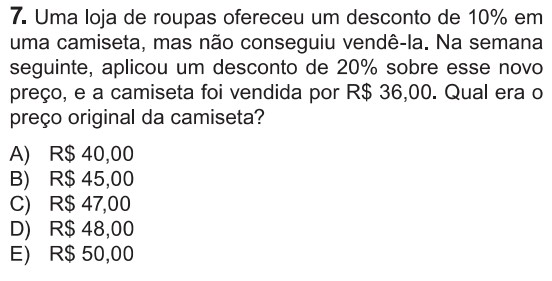 7. Uma loja de roupas ofereceu um desconto de 10% em
uma camiseta, mas não conseguiu vendê-la. Na semana
seguinte, aplicou um desconto de 20% sobre esse novo
preço, e a camiseta foi vendida por R$ 36,00. Qual era o
preço original da camiseta?
A) R$ 40,00
B) R$ 45,00
C) R$ 47,00
D) R$ 48,00
E) R$ 50,00